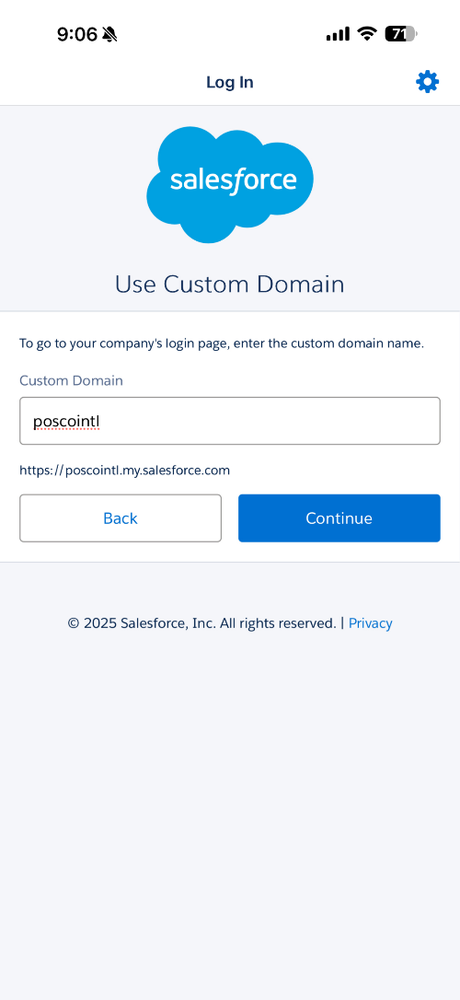 9:06
71
Log In
salesforce
Use Custom Domain
To go to your company's login page, enter the custom domain name.
Custom Domain
poscointl
https://poscointl.my.salesforce.com
Back
Continue
© 2025 Salesforce, Inc. All rights reserved. | Privacy